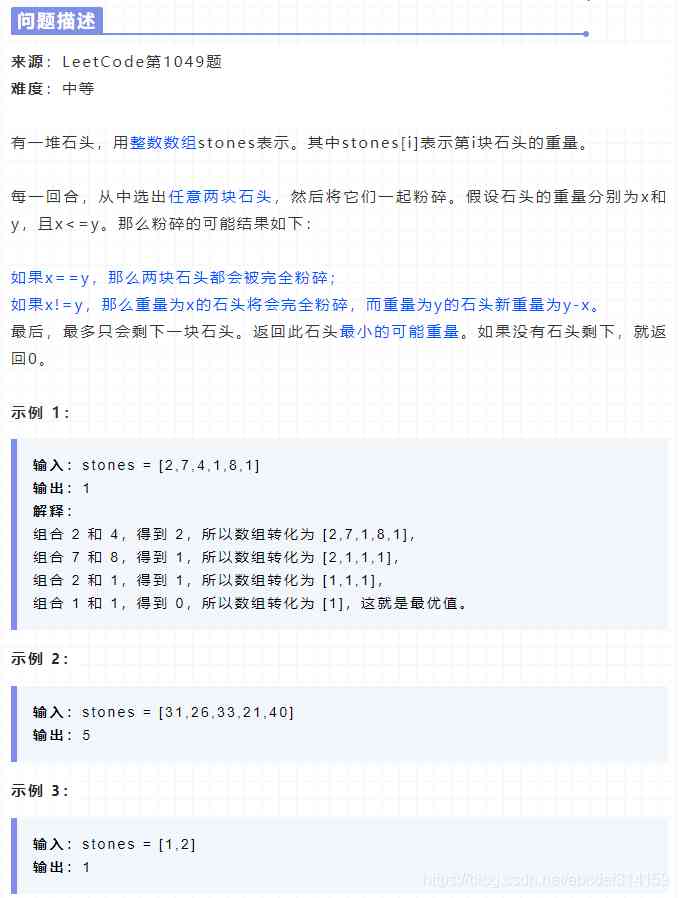 问题描述
来源：LeetCode第1049题
难度：中等
有一堆石头，用整数数组stones表示。其中stones[i]表示第i块石头的重量。
每一回合，从中选出任意两块石头，然后将它们一起粉碎。假设石头的重量分别为x和
y，且x<=y。那么粉碎的可能结果如下：
如果x==y，那么两块石头都会被完全粉碎；
如果x!=y，那么重量为x的石头将会完全粉碎，而重量为y的石头新重量为y-x。
最后，最多只会剩下一块石头。返回此石头最小的可能重量。如果没有石头剩下，就返
回0。
示例 1：
输入：stones = [2,7,4,1,8,1]
输出：1
解释：
组合 2 和 4，得到 2，所以数组转化为 [2,7,1,8,1]，
组合 7 和 8，得到 1，所以数组转化为 [2,1,1,1]，
组合 2 和 1，得到 1，所以数组转化为 [1,1,1]，
组合 1 和 1，得到 0，所以数组转化为 [1]，这就是最优值。
示例 2：
输入：stones = [31,26,33,21,40]
输出：5
示例 3：
输入：stones = [1,2]
输出：1
https://blog.csdn.net/abcdef314159